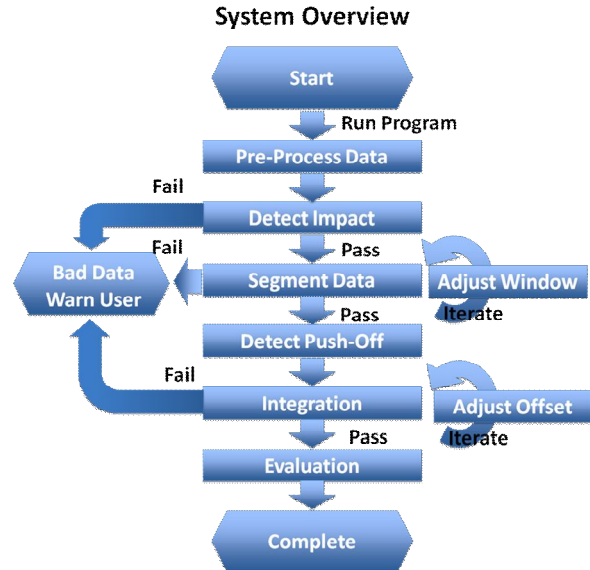 System Overview
Start
Run Program
Pre-Process Data
Fail
Detect Impact
Fail
Pass
Bad Data
Warn User
Segment Data
Adjust Window
Iterate
Pass
Detect Push-Off
Fail
Integration
Adjust Offset
Iterate
Pass
Evaluation
Complete